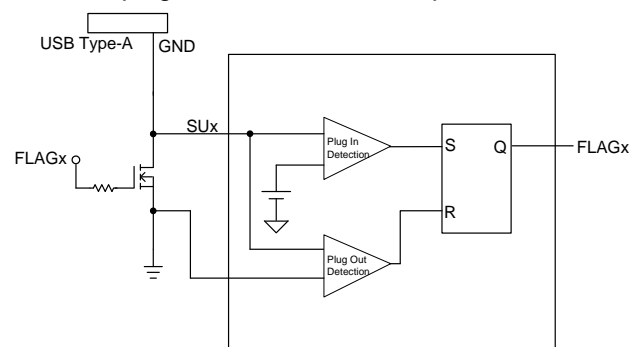 USB Type-A
GND
SUx
FLAGx
Plug In
Detection
S
Q
FLAGx
R
Plug Out
Detection